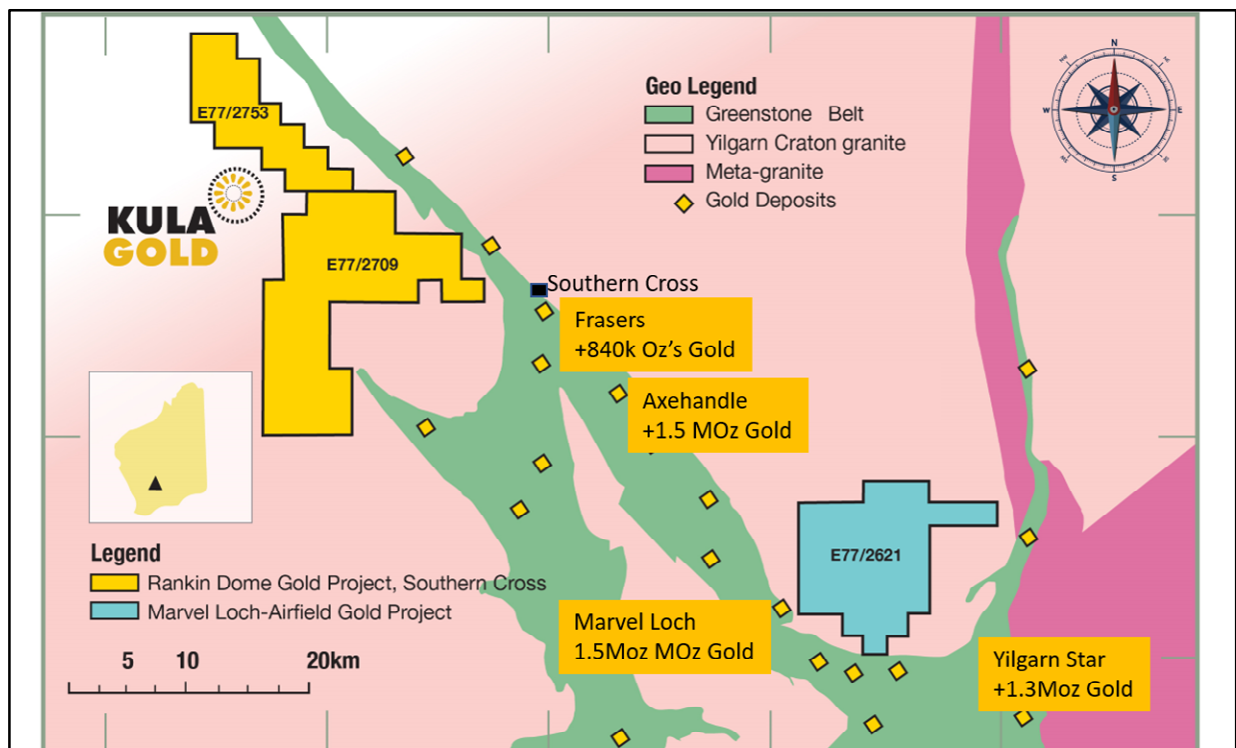 E77/2753
KULA
GOLD
E77/2709
Geo Legend
Greenstone Belt
Yilgarn Craton granite
Meta-granite
Gold Deposits
N
W
E
S
Southern Cross
Frasers
+840k Oz's Gold
Axehandle
+1.5 MOz Gold
E77/2621
Legend
Rankin Dome Gold Project, Southern Cross
Marvel Loch-Airfield Gold Project
5 10 20km
Marvel Loch
1.5Moz MOz Gold
Yilgarn Star
+1.3Moz Gold